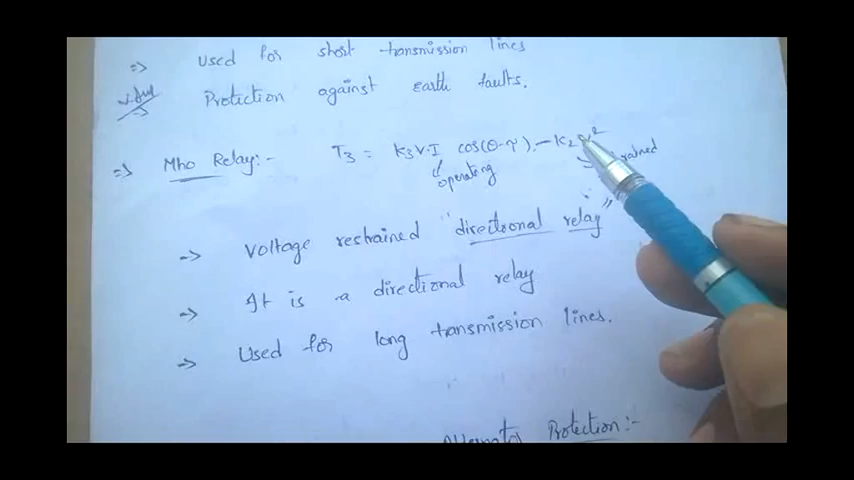 => Used for short transmission lines
=> Protection against earth faults.
=> Mho Relay:- T3 = K3 V.I cos(θ-τ) - K2 V²
operating
-> Voltage restrained "directional relay"
-> It is a directional relay
-> Used for long transmission lines.
Protection:-